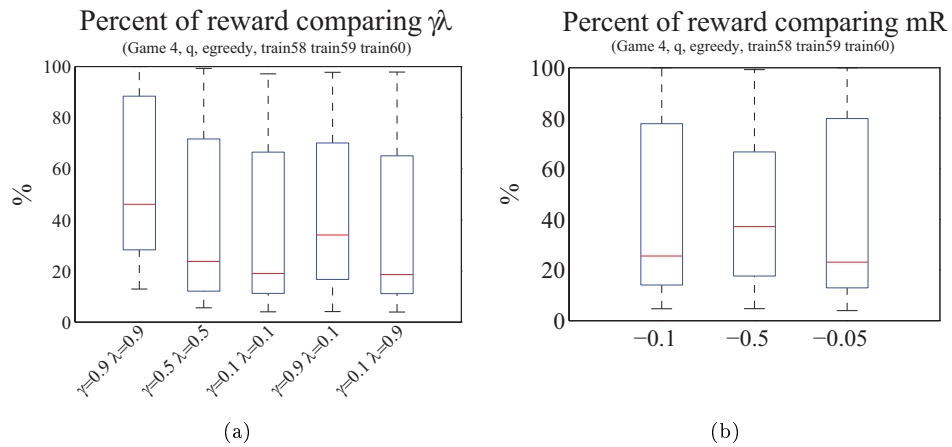 Percent of reward comparing γλ
(Game 4, q, egreedy, train58 train59 train60)
%
100
80
60
40
20
0
γ=0.9 λ=0.9
γ=0.5 λ=0.5
γ=0.1 λ=0.1
γ=0.9 λ=0.1
γ=0.1 λ=0.9
(a)
Percent of reward comparing mR
(Game 4, q, egreedy, train58 train59 train60)
%
100
80
60
40
20
0
−0.1
−0.5
−0.05
(b)